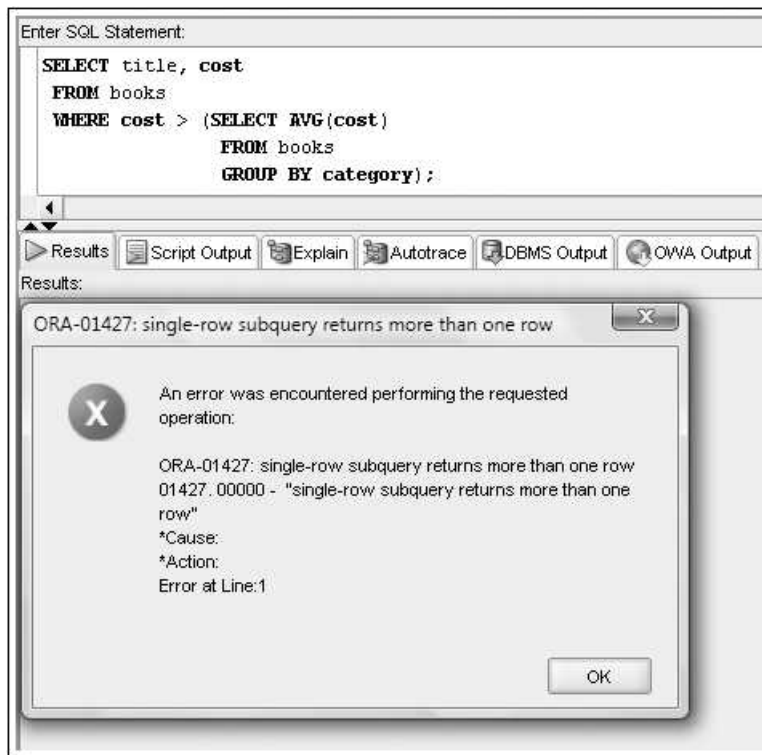 Enter SQL Statement:
SELECT title, cost
FROM books
WHERE cost > (SELECT AVG(cost)
FROM books
GROUP BY category);
Results Script Output Explain Autotrace DBMS Output OWA Output
Results:
ORA-01427: single-row subquery returns more than one row
An error was encountered performing the requested
operation:
ORA-01427: single-row subquery returns more than one row
01427. 00000 - "single-row subquery returns more than one
row"
*Cause:
*Action:
Error at Line:1
OK